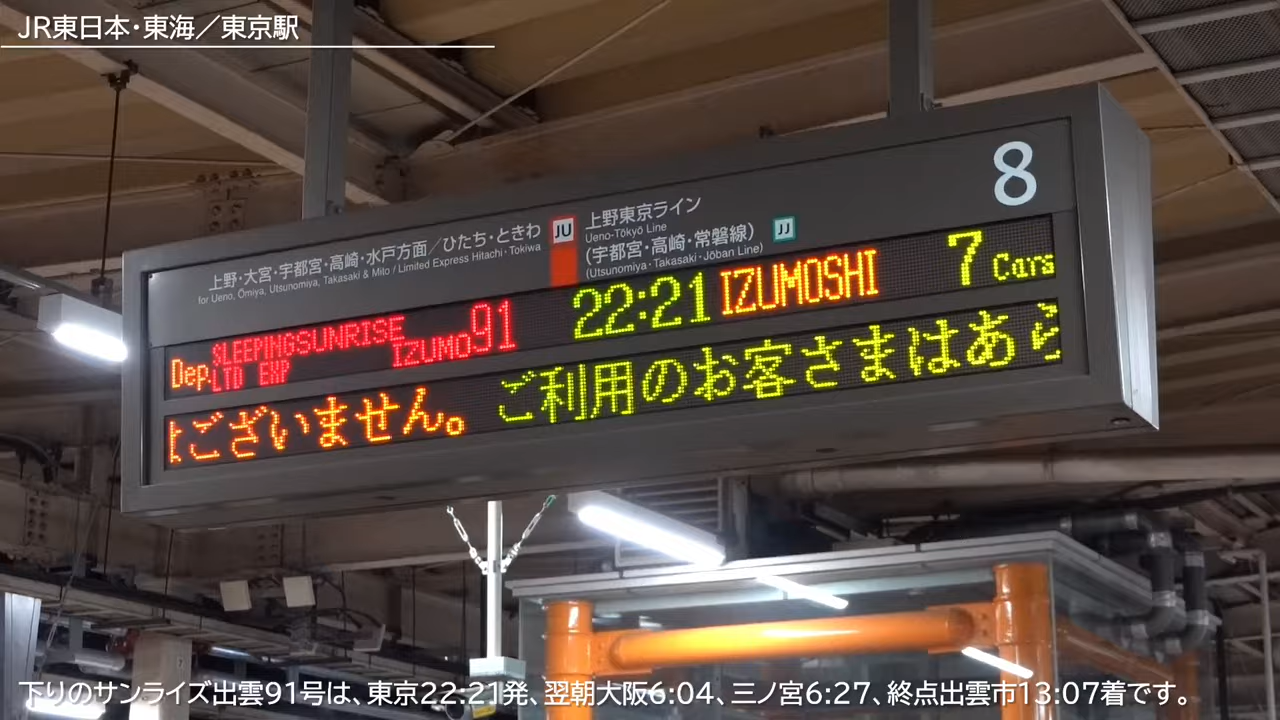 JR東日本・東海／東京駅
8
上野・大宮・宇都宮・高崎・水戸方面／ひたち・ときわ
for Ueno, Ōmiya, Utsunomiya, Takasaki & Mito / Limited Express Hitachi・Tokiwa
JU
上野東京ライン
Ueno-Tōkyō Line
(宇都宮・高崎・常磐線)
(Utsunomiya・Takasaki・Jōban Line)
JJ
Dep. SLEEPINGSUNRISE LTD EXP IZUMO91 22:21 IZUMOSHI 7 Cars
ございません。 ご利用のお客さまはあら
下りのサンライズ出雲91号は、東京22:21発、翌朝大阪6:04、三ノ宮6:27、終点出雲市13:07着です。